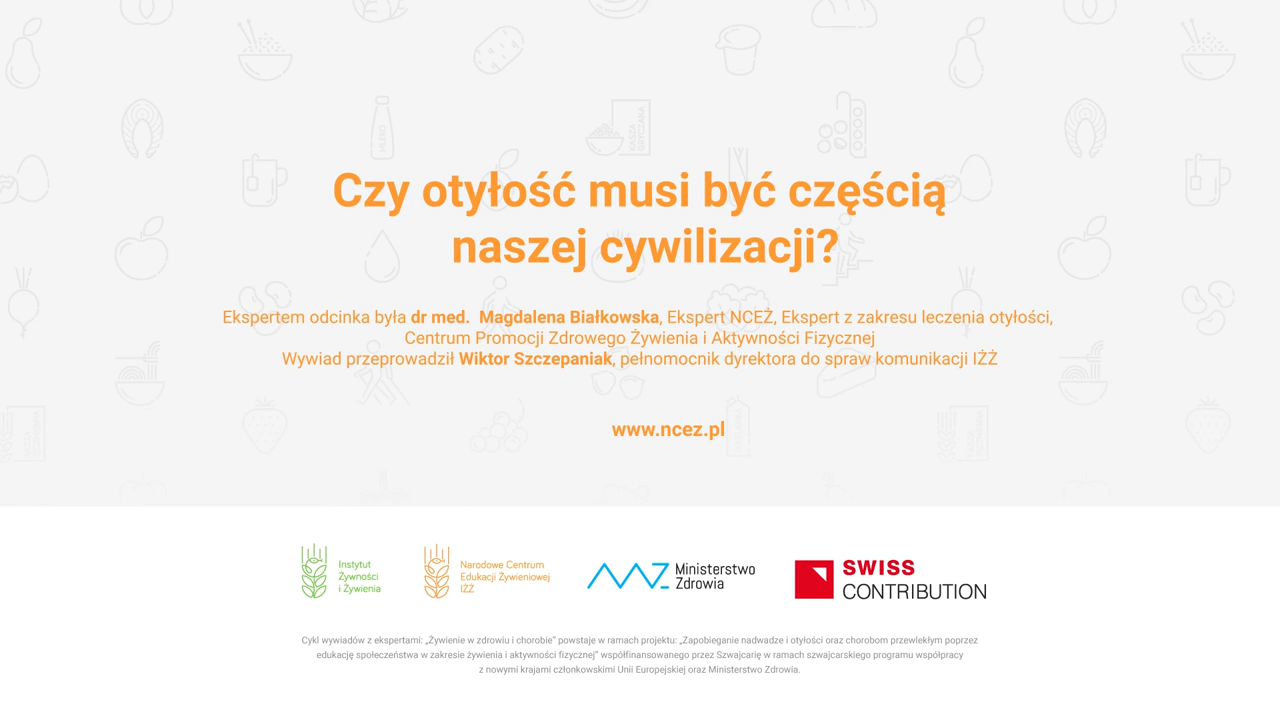 MLEKO
KASZA
GRYCZANA
Czy otyłość musi być częścią
naszej cywilizacji?
Ekspertem odcinka była dr med.  Magdalena Białkowska, Ekspert NCEŻ, Ekspert z zakresu leczenia otyłości,
Centrum Promocji Zdrowego Żywienia i Aktywności Fizycznej
Wywiad przeprowadził Wiktor Szczepaniak, pełnomocnik dyrektora do spraw komunikacji IŻŻ
www.ncez.pl
Instytut
Żywności
i Żywienia
Narodowe Centrum
Edukacji Żywieniowej
IŻŻ
Ministerstwo
Zdrowia
SWISS
CONTRIBUTION
Cykl wywiadów z ekspertami: „Żywienie w zdrowiu i chorobie" powstaje w ramach projektu: „Zapobieganie nadwadze i otyłości oraz chorobom przewlekłym poprzez
edukację społeczeństwa w zakresie żywienia i aktywności fizycznej" współfinansowanego przez Szwajcarię w ramach szwajcarskiego programu współpracy
z nowymi krajami członkowskimi Unii Europejskiej oraz Ministerstwo Zdrowia.